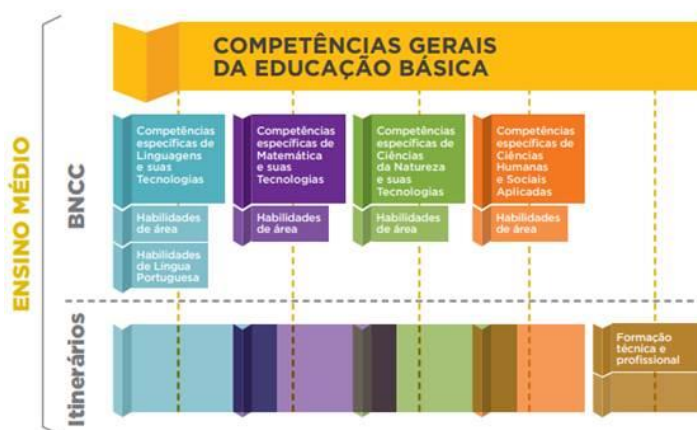 COMPETÊNCIAS GERAIS
DA EDUCAÇÃO BÁSICA
ENSINO MÉDIO
BNCC
Competências
específicas de
Linguagens
e suas
Tecnologias
Habilidades
de área
Habilidades
de Língua
Portuguesa
Competências
específicas de
Matemática
e suas
Tecnologias
Habilidades
de área
Competências
específicas de
Ciências
da Natureza
e suas
Tecnologias
Habilidades
de área
Competências
específicas de
Ciências
Humanas
e Sociais
Aplicadas
Habilidades
de área
Itinerários
Formação
técnica e
profissional